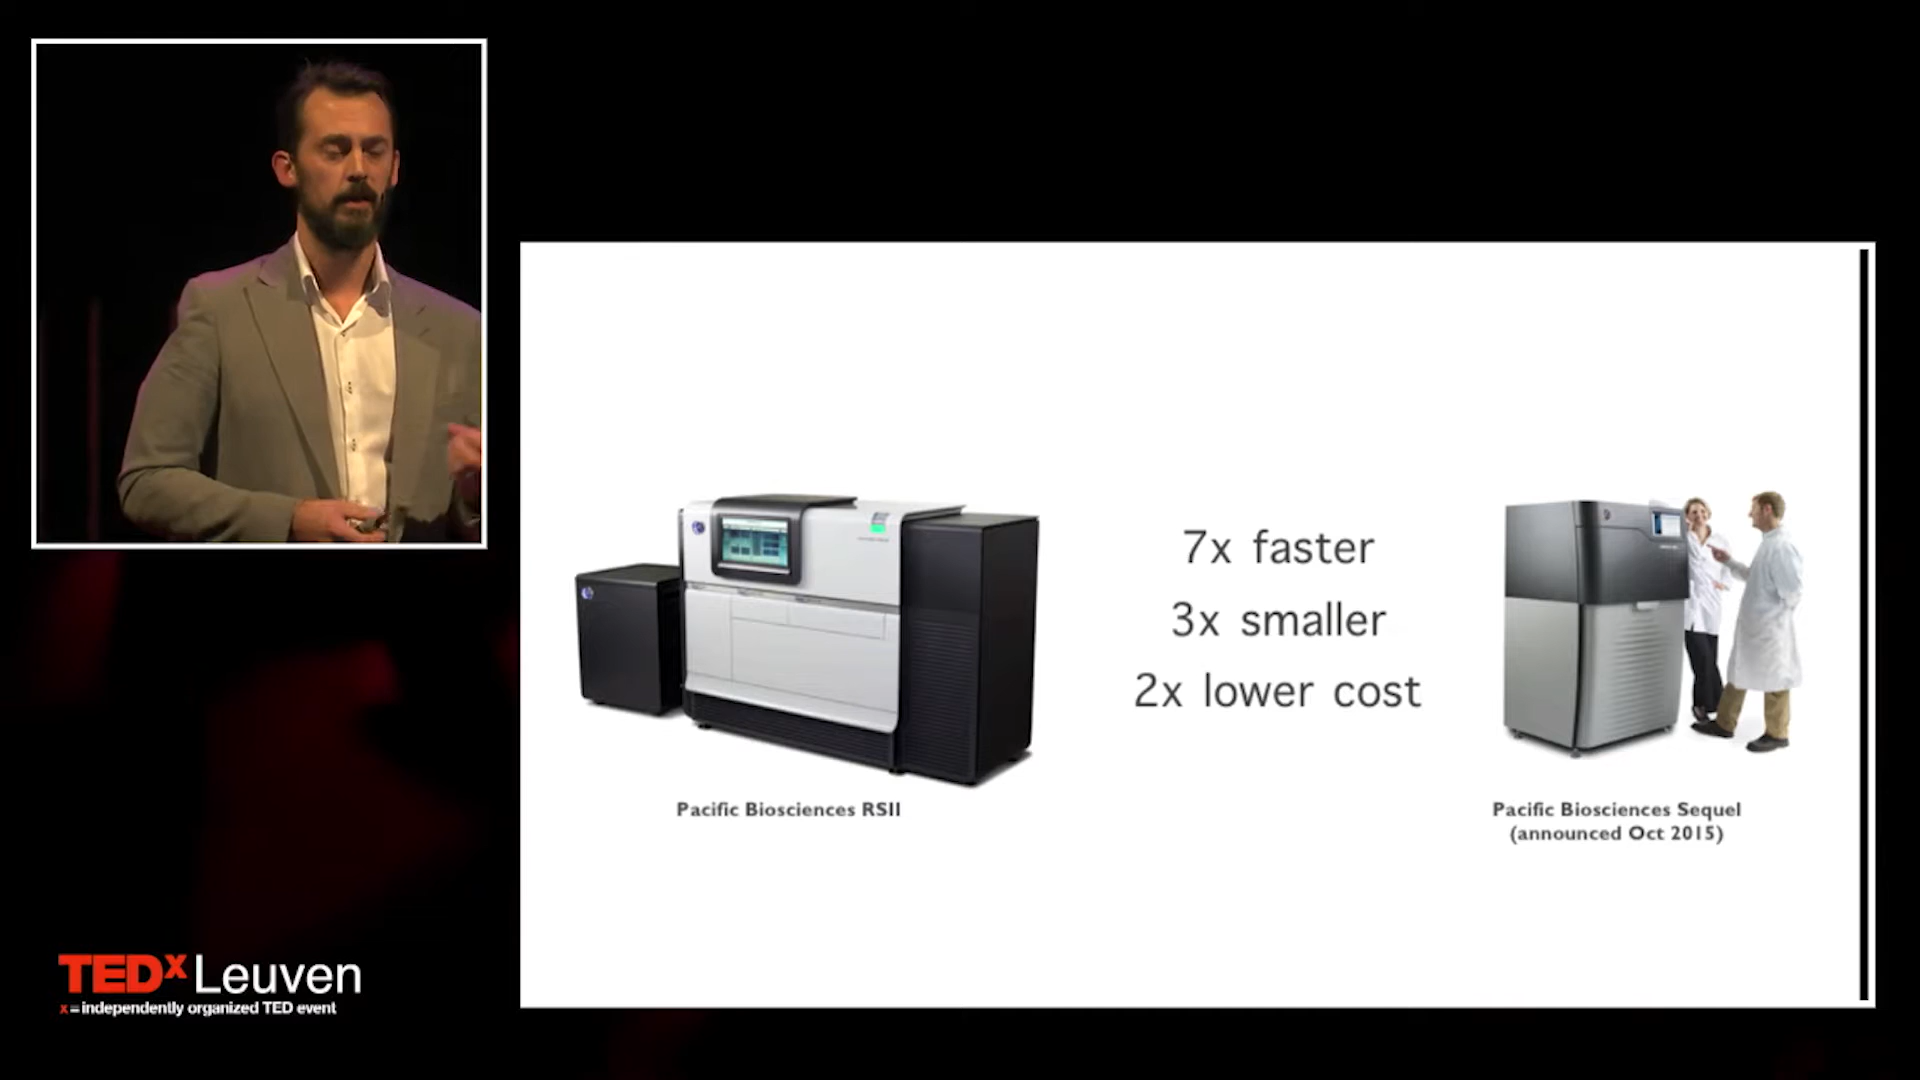 7x faster
3x smaller
2x lower cost
Pacific Biosciences RSII
Pacific Biosciences Sequel
(announced Oct 2015)
TEDx Leuven
x = independently organized TED event